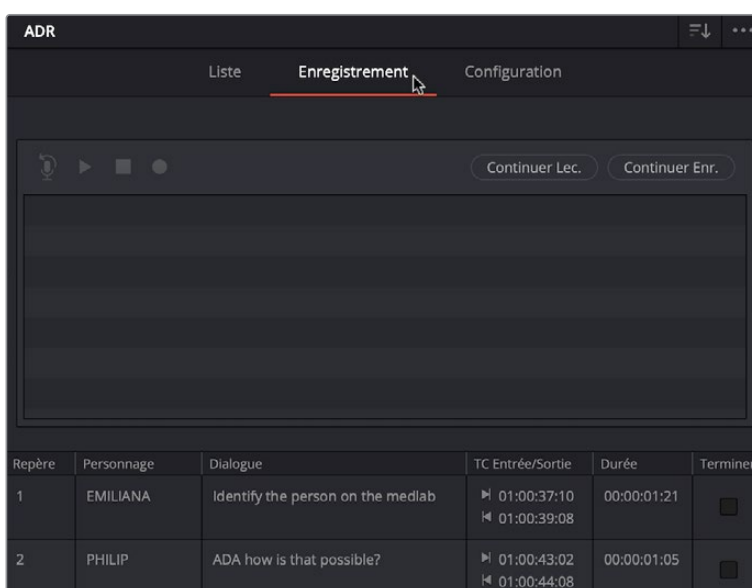 ADR
Liste Enregistrement Configuration
Continuer Lec. Continuer Enr.
Repère Personnage Dialogue TC Entrée/Sortie Durée Terminer
1 EMILIANA Identify the person on the medlab 01:00:37:10 00:00:01:21
01:00:39:08
2 PHILIP ADA how is that possible? 01:00:43:02 00:00:01:05
01:00:44:08